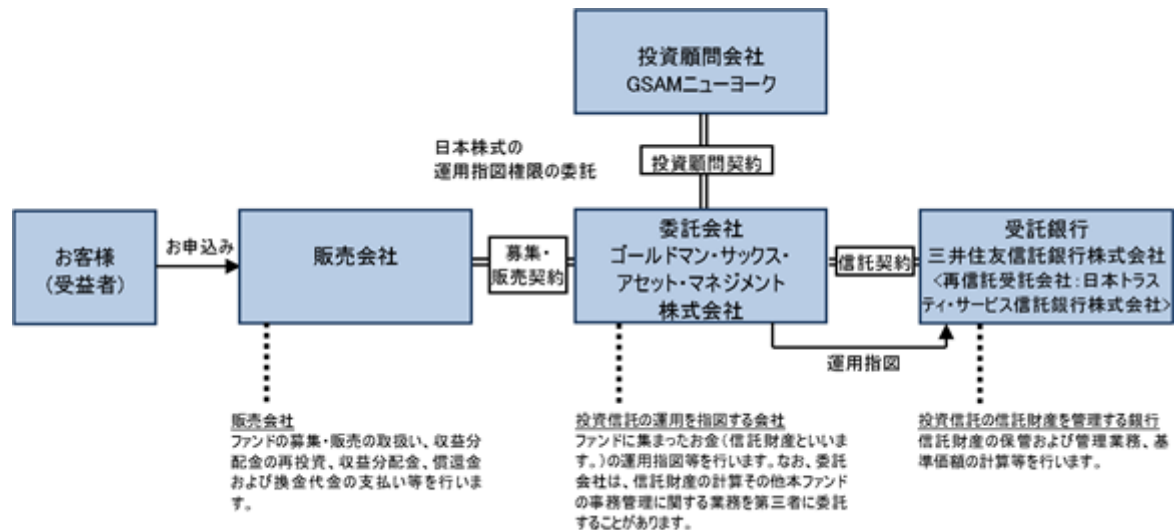 投資顧問会社
GSAMニューヨーク
日本株式の
運用指図権限の委託
投資顧問契約
お客様
(受益者)
お申込み
販売会社
募集・
販売契約
委託会社
ゴールドマン・サックス・
アセット・マネジメント
株式会社
信託契約
受託銀行
三井住友信託銀行株式会社
<再信託受託会社:日本トラス
ティ・サービス信託銀行株式会社>
運用指図
販売会社
ファンドの募集・販売の取扱い、収益分
配金の再投資、収益分配金、償還金
および換金代金の支払い等を行いま
す。
投資信託の運用を指図する会社
ファンドに集まったお金(信託財産といいま
す。)の運用指図等を行います。なお、委託
会社は、信託財産の計算その他本ファンド
の事務管理に関する業務を第三者に委託
することがあります。
投資信託の信託財産を管理する銀行
信託財産の保管および管理業務、基
準価額の計算等を行います。